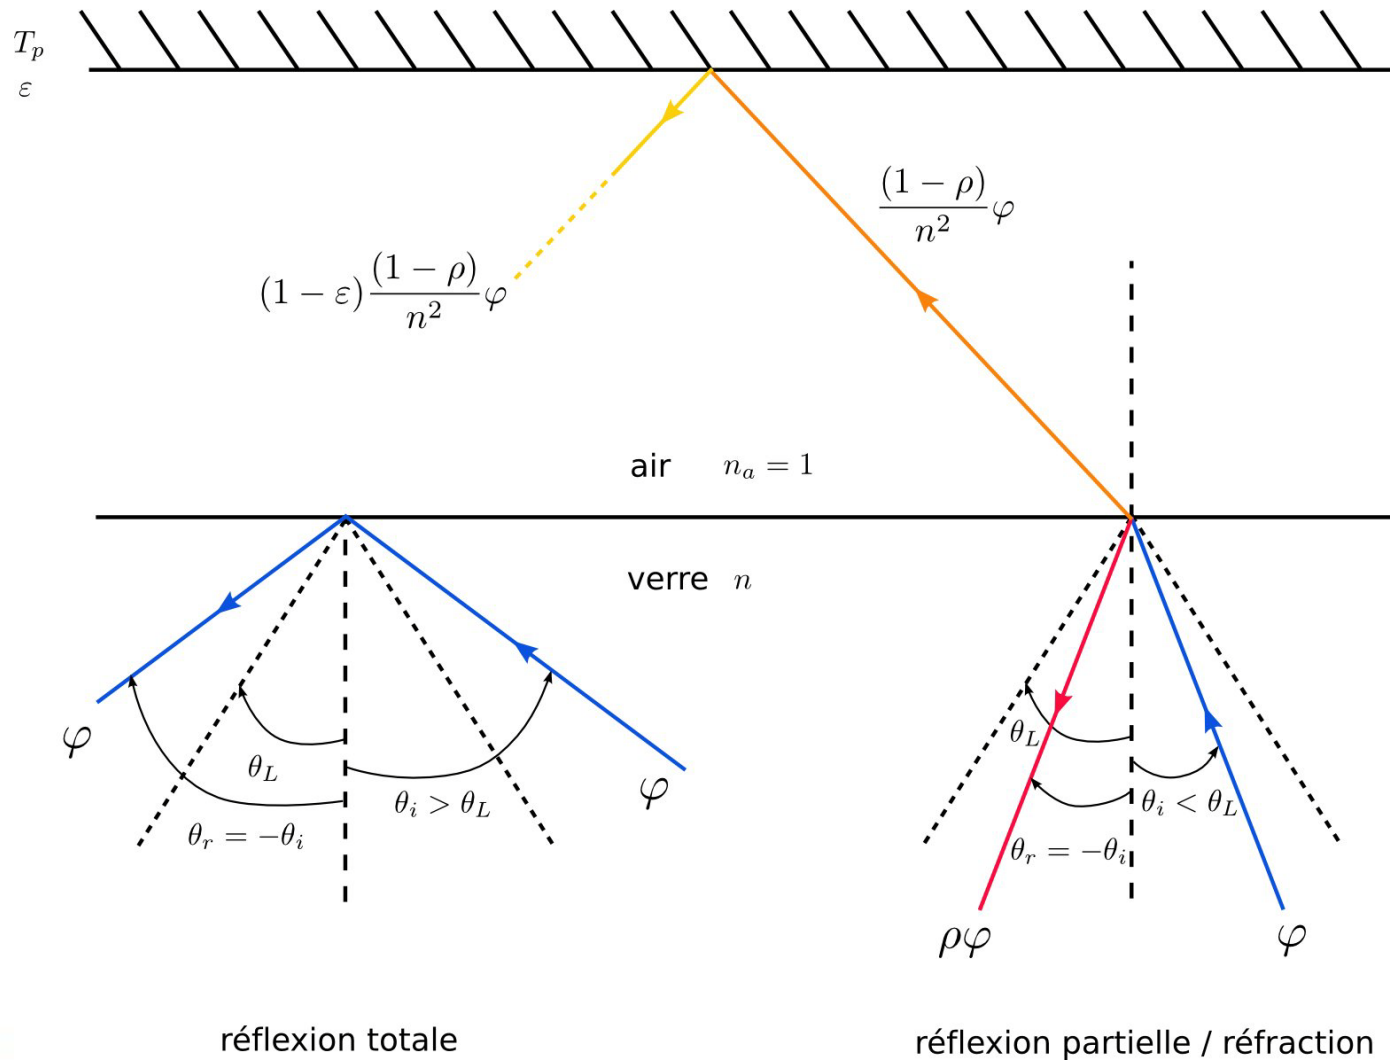 T_p
ε
(1 − ρ)/n² φ
(1 − ε) (1 − ρ)/n² φ
air n_a = 1
verre n
φ
θ_L
θ_i > θ_L
φ
θ_r = −θ_i
θ_L
θ_i < θ_L
θ_r = −θ_i
ρφ
φ
réflexion totale
réflexion partielle / réfraction